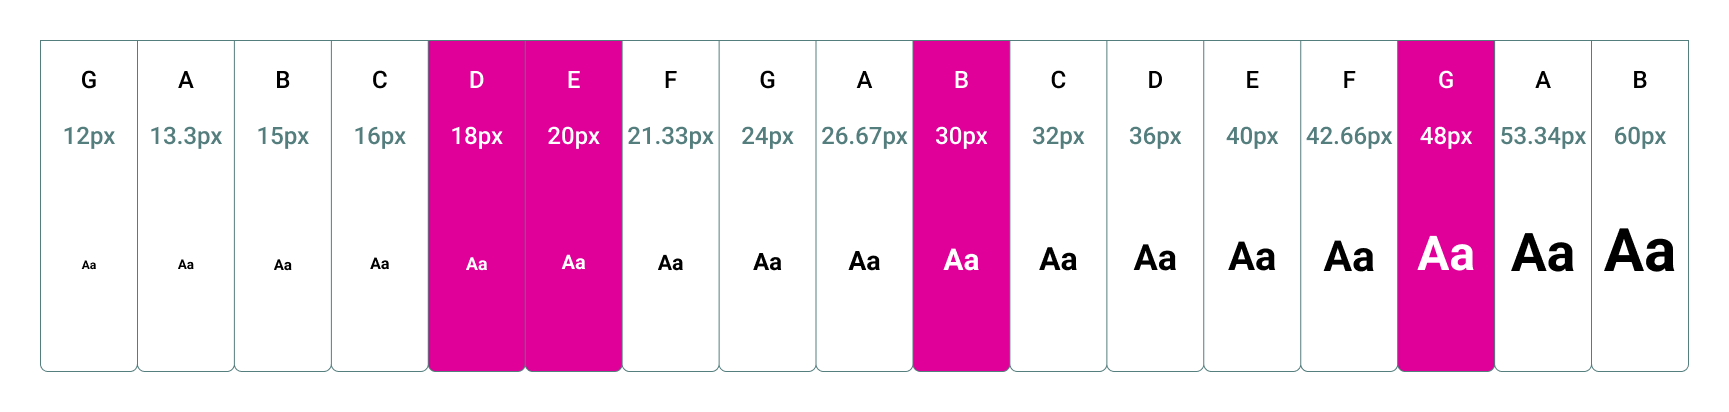 G A B C D E F G A B C D E F G A B
12px 13.3px 15px 16px 18px 20px 21.33px 24px 26.67px 30px 32px 36px 40px 42.66px 48px 53.34px 60px
Aa Aa Aa Aa Aa Aa Aa Aa Aa Aa Aa Aa Aa Aa Aa Aa Aa